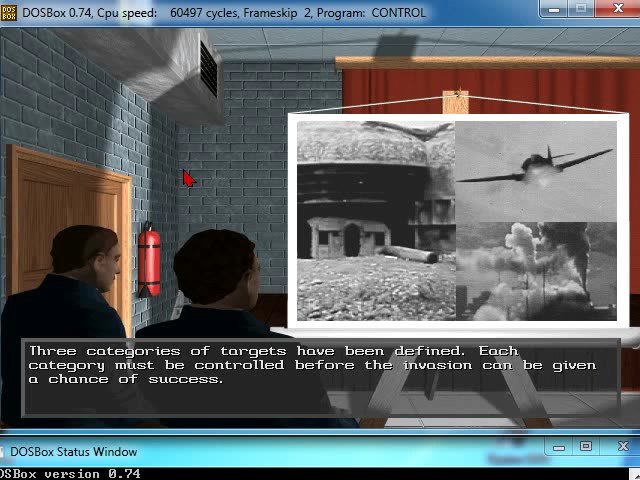 DOS
BOX
DOSBox 0.74, Cpu speed: 60497 cycles, Frameskip 2, Program: CONTROL
Three categories of targets have been defined. Each
category must be controlled before the invasion can be given
a chance of success.
DOSBox Status Window
DOSBox version 0.74